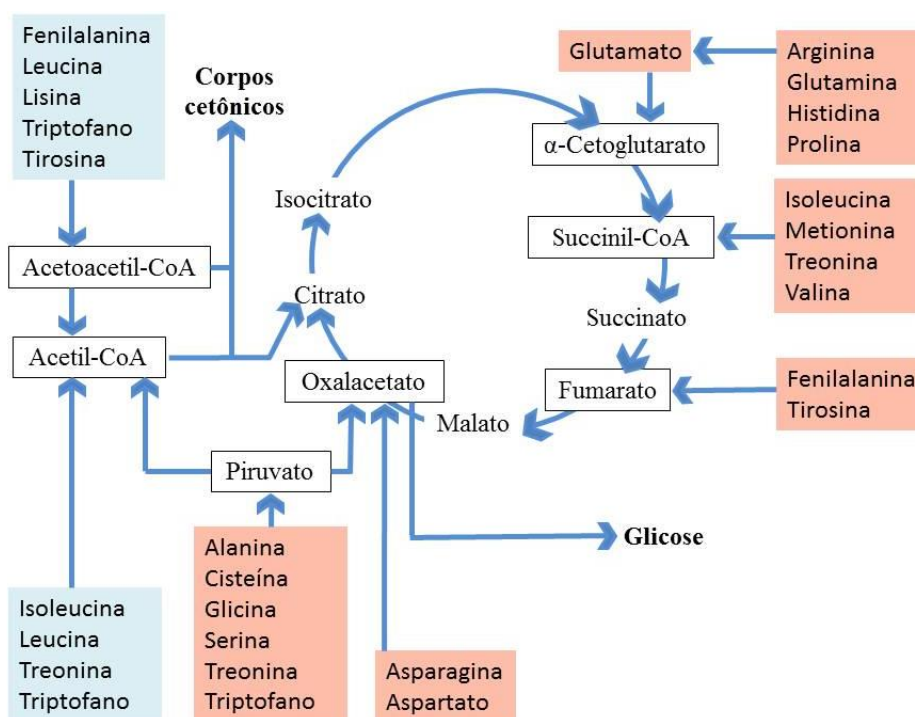 Fenilalanina
Leucina
Lisina
Triptofano
Tirosina
Corpos
cetônicos
Glutamato
Arginina
Glutamina
Histidina
Prolina
α-Cetoglutarato
Isocitrato
Isoleucina
Metionina
Treonina
Valina
Succinil-CoA
Acetoacetil-CoA
Citrato
Succinato
Acetil-CoA
Oxalacetato
Fumarato
Fenilalanina
Tirosina
Malato
Piruvato
Glicose
Alanina
Cisteína
Glicina
Serina
Treonina
Triptofano
Isoleucina
Leucina
Treonina
Triptofano
Asparagina
Aspartato